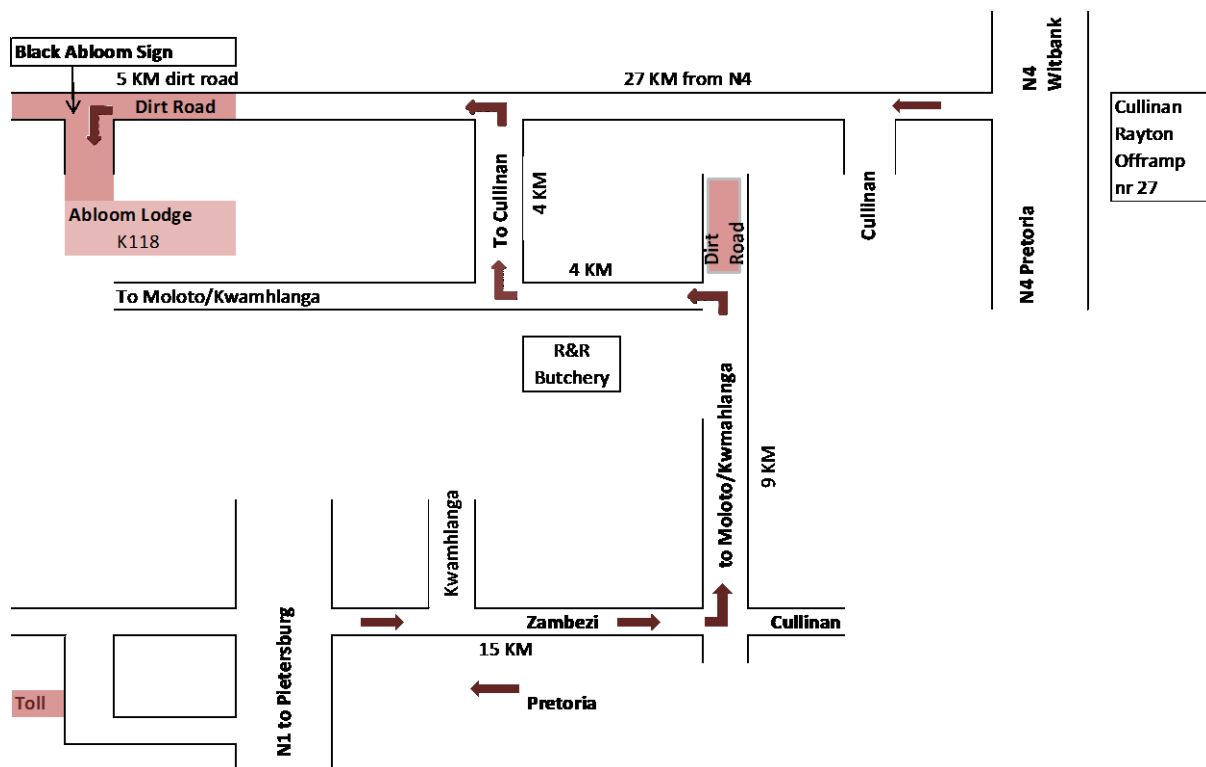 Black Abloom Sign
5 KM dirt road
27 KM from N4
N4
Witbank
Dirt Road
Cullinan
Rayton
Offramp
nr 27
To Cullinan
4 KM
Dirt
Road
Cullinan
N4 Pretoria
Abloom Lodge
K118
4 KM
To Moloto/Kwamhlanga
R&R
Butchery
to Moloto/Kwmahlanga
9 KM
Kwamhlanga
N1 to Pietersburg
Zambezi
Cullinan
15 KM
Toll
Pretoria